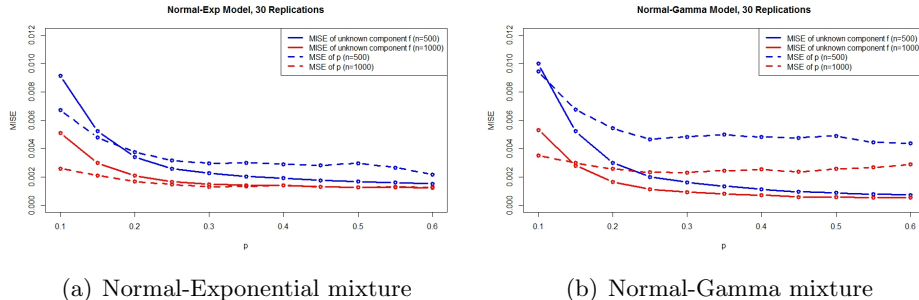 Normal-Exp Model, 30 Replications
MISE of unknown component f (n=500)
MISE of unknown component f (n=1000)
MSE of p (n=500)
MSE of p (n=1000)
MISE
0.012
0.010
0.008
0.006
0.004
0.002
0.000
0.1 0.2 0.3 0.4 0.5 0.6
p
(a) Normal-Exponential mixture
Normal-Gamma Model, 30 Replications
MISE of unknown component f (n=500)
MISE of unknown component f (n=1000)
MSE of p (n=500)
MSE of p (n=1000)
MISE
0.012
0.010
0.008
0.006
0.004
0.002
0.000
0.1 0.2 0.3 0.4 0.5 0.6
p
(b) Normal-Gamma mixture